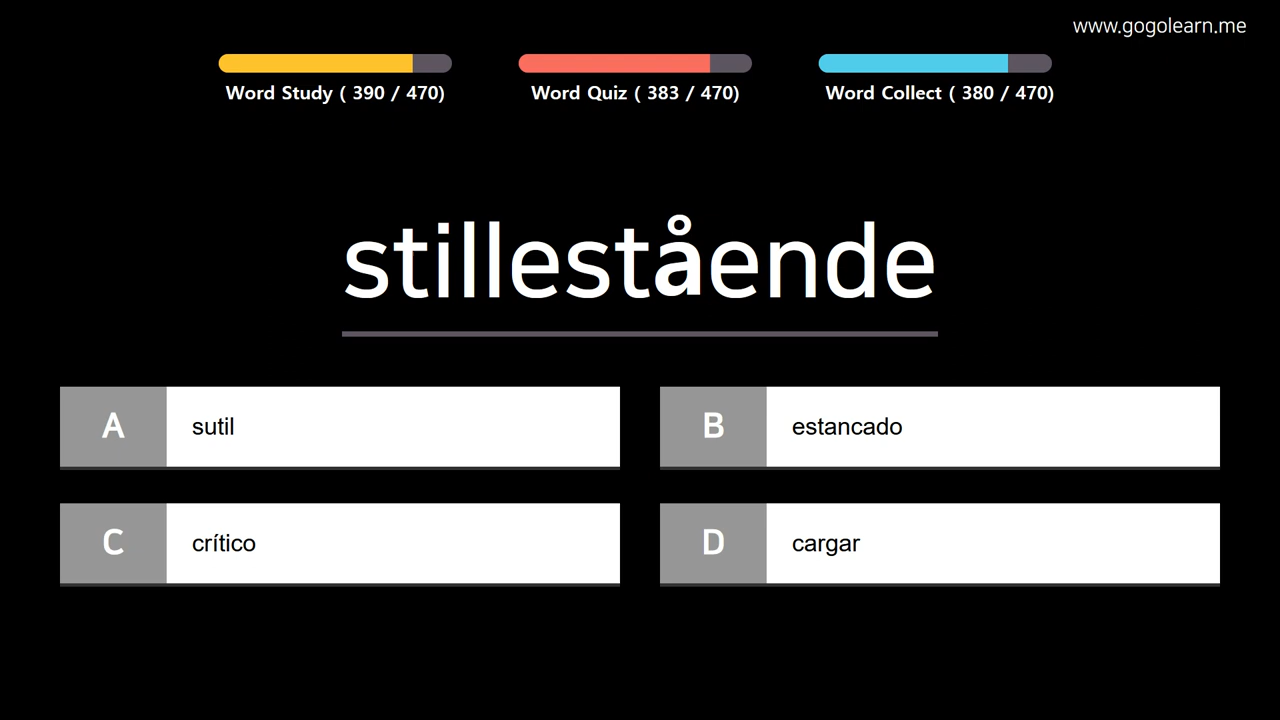 www.gogolearn.me
Word Study ( 390 / 470)
Word Quiz ( 383 / 470)
Word Collect ( 380 / 470)
stillestående
A
sutil
B
estancado
C
crítico
D
cargar